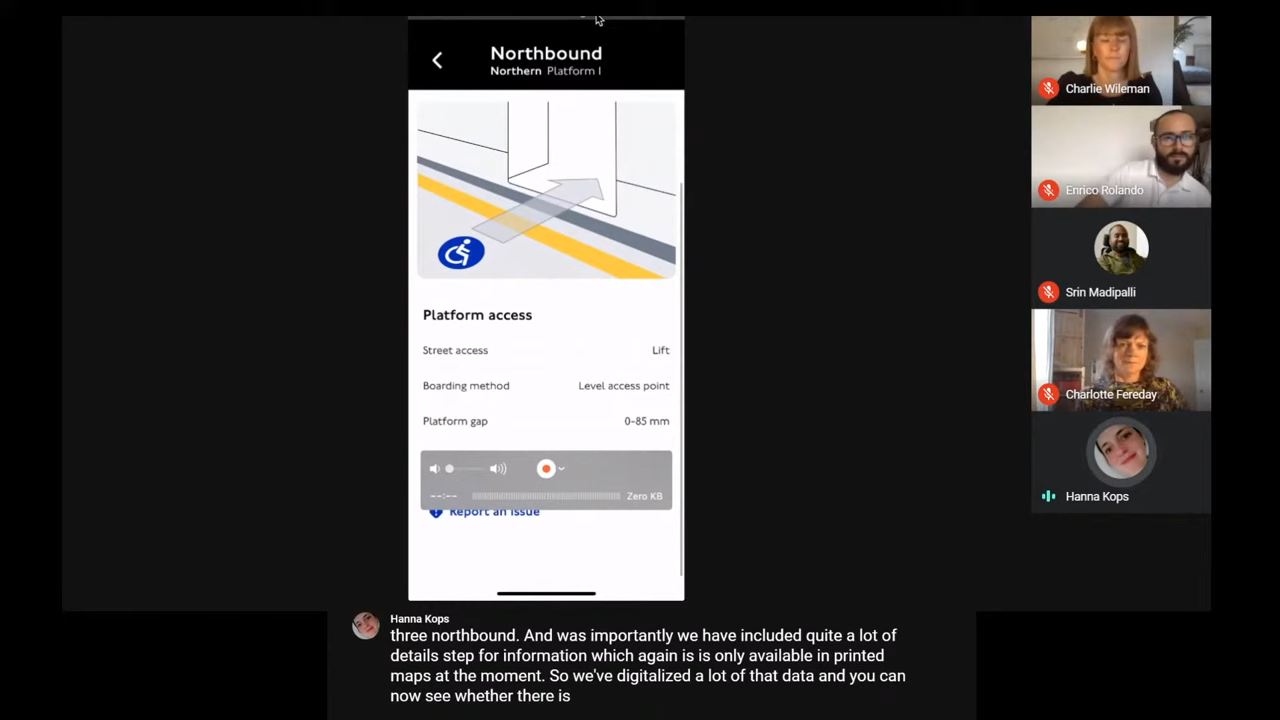 Northbound
Northern Platform 1
Platform access
Street access Lift
Boarding method Level access point
Platform gap 0-85 mm
--:-- Zero KB
Report an issue
Charlie Wileman
Enrico Rolando
Srin Madipalli
Charlotte Fereday
Hanna Kops
Hanna Kops
three northbound. And was importantly we have included quite a lot of
details step for information which again is is only available in printed
maps at the moment. So we've digitalized a lot of that data and you can
now see whether there is